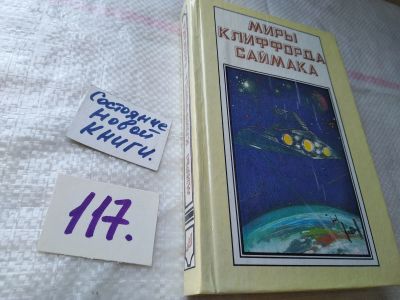 МИРЫ
КЛИФФОРДА
САЙМАКА
Состояние
новой
книги.
117.